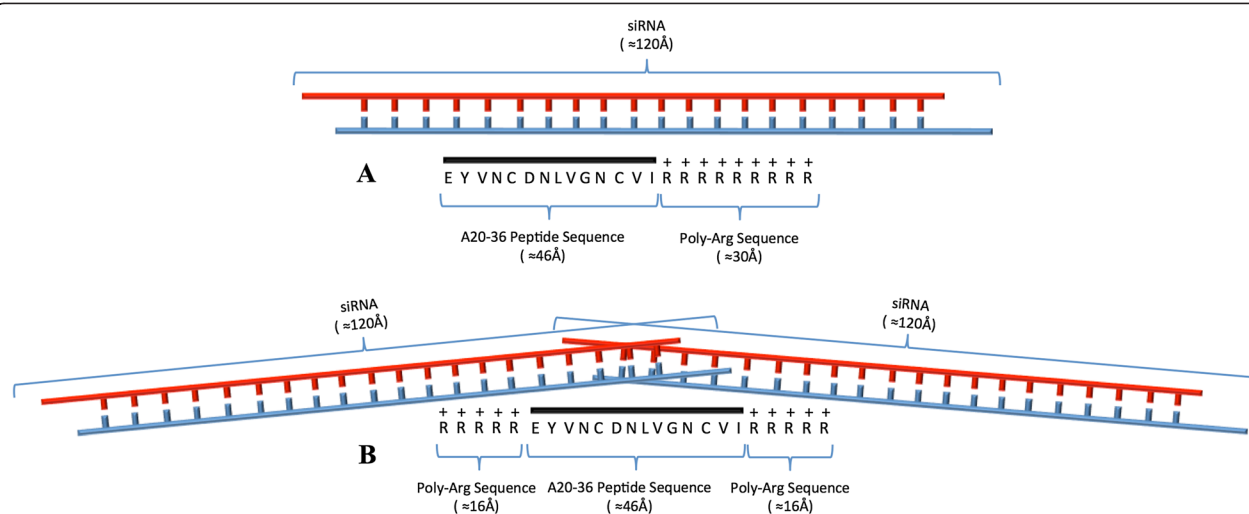 siRNA
( ≈120Å)
A
+ + + + + + + + +
E Y V N C D N L V G N C V I R R R R R R R R R
A20-36 Peptide Sequence
( ≈46Å)
Poly-Arg Sequence
( ≈30Å)
siRNA
( ≈120Å)
siRNA
( ≈120Å)
B
+ + + + + + + + + +
R R R R R E Y V N C D N L V G N C V I R R R R R
Poly-Arg Sequence
( ≈16Å)
A20-36 Peptide Sequence
( ≈46Å)
Poly-Arg Sequence
( ≈16Å)